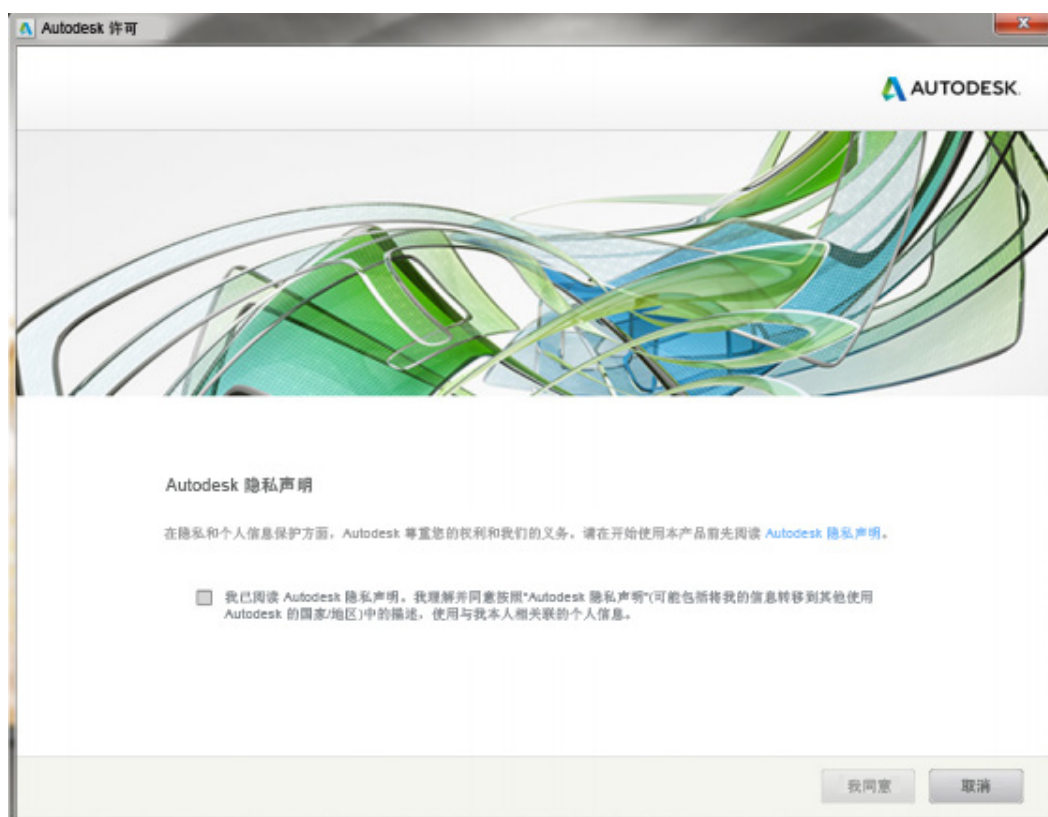 Autodesk 许可
AUTODESK.
Autodesk 隐私声明
在隐私和个人信息保护方面，Autodesk 尊重您的权利和我们的义务。请在开始使用本产品前先阅读 Autodesk 隐私声明。
我已阅读 Autodesk 隐私声明。我理解并同意按照“Autodesk 隐私声明”(可能包括将我的信息转移到其他使用
Autodesk 的国家/地区)中的描述，使用与我本人相关联的个人信息。
我同意
取消